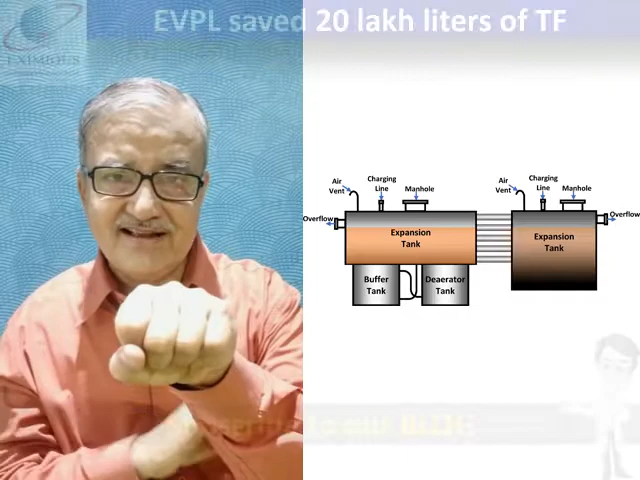 EVPL saved 20 lakh liters of TF
EXIMIOUS
Air
Vent
Charging
Line
Manhole
Overflow
Expansion
Tank
Buffer
Tank
Deaerator
Tank
Air
Vent
Charging
Line
Manhole
Overflow
Expansion
Tank